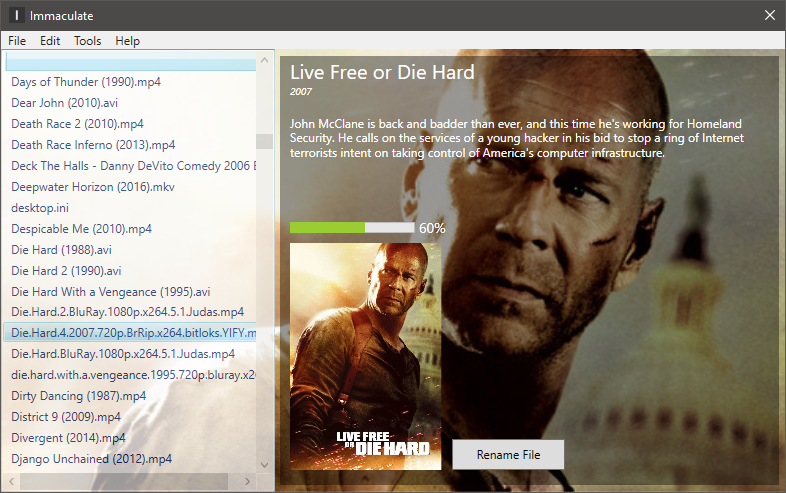 I Immaculate
File Edit Tools Help
Days of Thunder (1990).mp4
Dear John (2010).avi
Death Race 2 (2010).mp4
Death Race Inferno (2013).mp4
Deck The Halls - Danny DeVito Comedy 2006 E
Deepwater Horizon (2016).mkv
desktop.ini
Despicable Me (2010).mp4
Die Hard (1988).avi
Die Hard 2 (1990).avi
Die Hard With a Vengeance (1995).avi
Die.Hard.2.BluRay.1080p.x264.5.1.Judas.mp4
Die.Hard.4.2007.720p.BrRip.x264.bitloks.YIFY.m
Die.Hard.BluRay.1080p.x264.5.1.Judas.mp4
die.hard.with.a.vengeance.1995.720p.bluray.x2
Dirty Dancing (1987).mp4
District 9 (2009).mp4
Divergent (2014).mp4
Django Unchained (2012).mp4
Live Free or Die Hard
2007
John McClane is back and badder than ever, and this time he's working for Homeland
Security. He calls on the services of a young hacker in his bid to stop a ring of Internet
terrorists intent on taking control of America's computer infrastructure.
60%
LIVE FREE
OR DIE HARD
Rename File